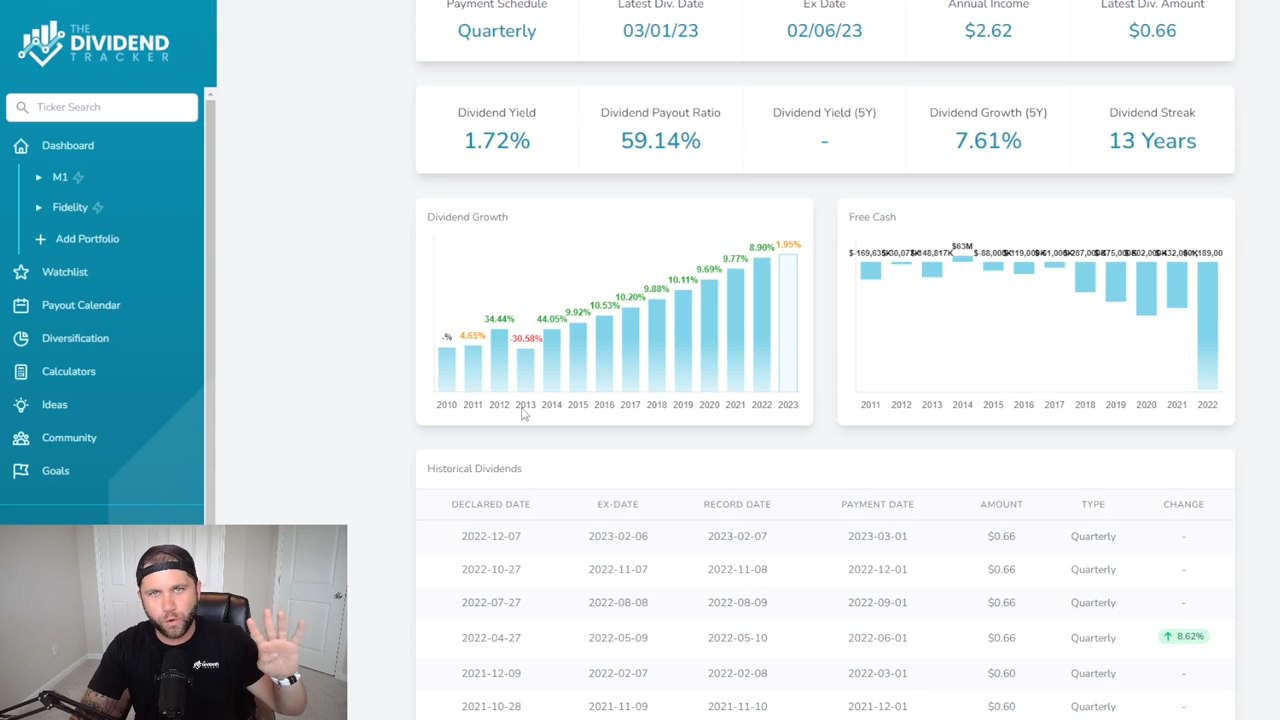 THE
DIVIDEND
TRACKER
Ticker Search
Dashboard
M1
Fidelity
Add Portfolio
Watchlist
Payout Calendar
Diversification
Calculators
Ideas
Community
Goals
Payment Schedule Latest Div. Date Ex Date Annual Income Latest Div. Amount
Quarterly 03/01/23 02/06/23 $2.62 $0.66
Dividend Yield Dividend Payout Ratio Dividend Yield (5Y) Dividend Growth (5Y) Dividend Streak
1.72% 59.14% - 7.61% 13 Years
Dividend Growth
-% 4.65% 34.44% -30.58% 44.05% 9.92% 10.53% 10.20% 9.88% 10.11% 9.69% 9.77% 8.90% 1.95%
2010 2011 2012 2013 2014 2015 2016 2017 2018 2019 2020 2021 2022 2023
Free Cash
$63M
2011 2012 2013 2014 2015 2016 2017 2018 2019 2020 2021 2022
Historical Dividends
DECLARED DATE EX-DATE RECORD DATE PAYMENT DATE AMOUNT TYPE CHANGE
2022-12-07 2023-02-06 2023-02-07 2023-03-01 $0.66 Quarterly -
2022-10-27 2022-11-07 2022-11-08 2022-12-01 $0.66 Quarterly -
2022-07-27 2022-08-08 2022-08-09 2022-09-01 $0.66 Quarterly -
2022-04-27 2022-05-09 2022-05-10 2022-06-01 $0.66 Quarterly 8.62%
2021-12-09 2022-02-07 2022-02-08 2022-03-01 $0.60 Quarterly -
2021-10-28 2021-11-09 2021-11-10 2021-12-01 $0.60 Quarterly -